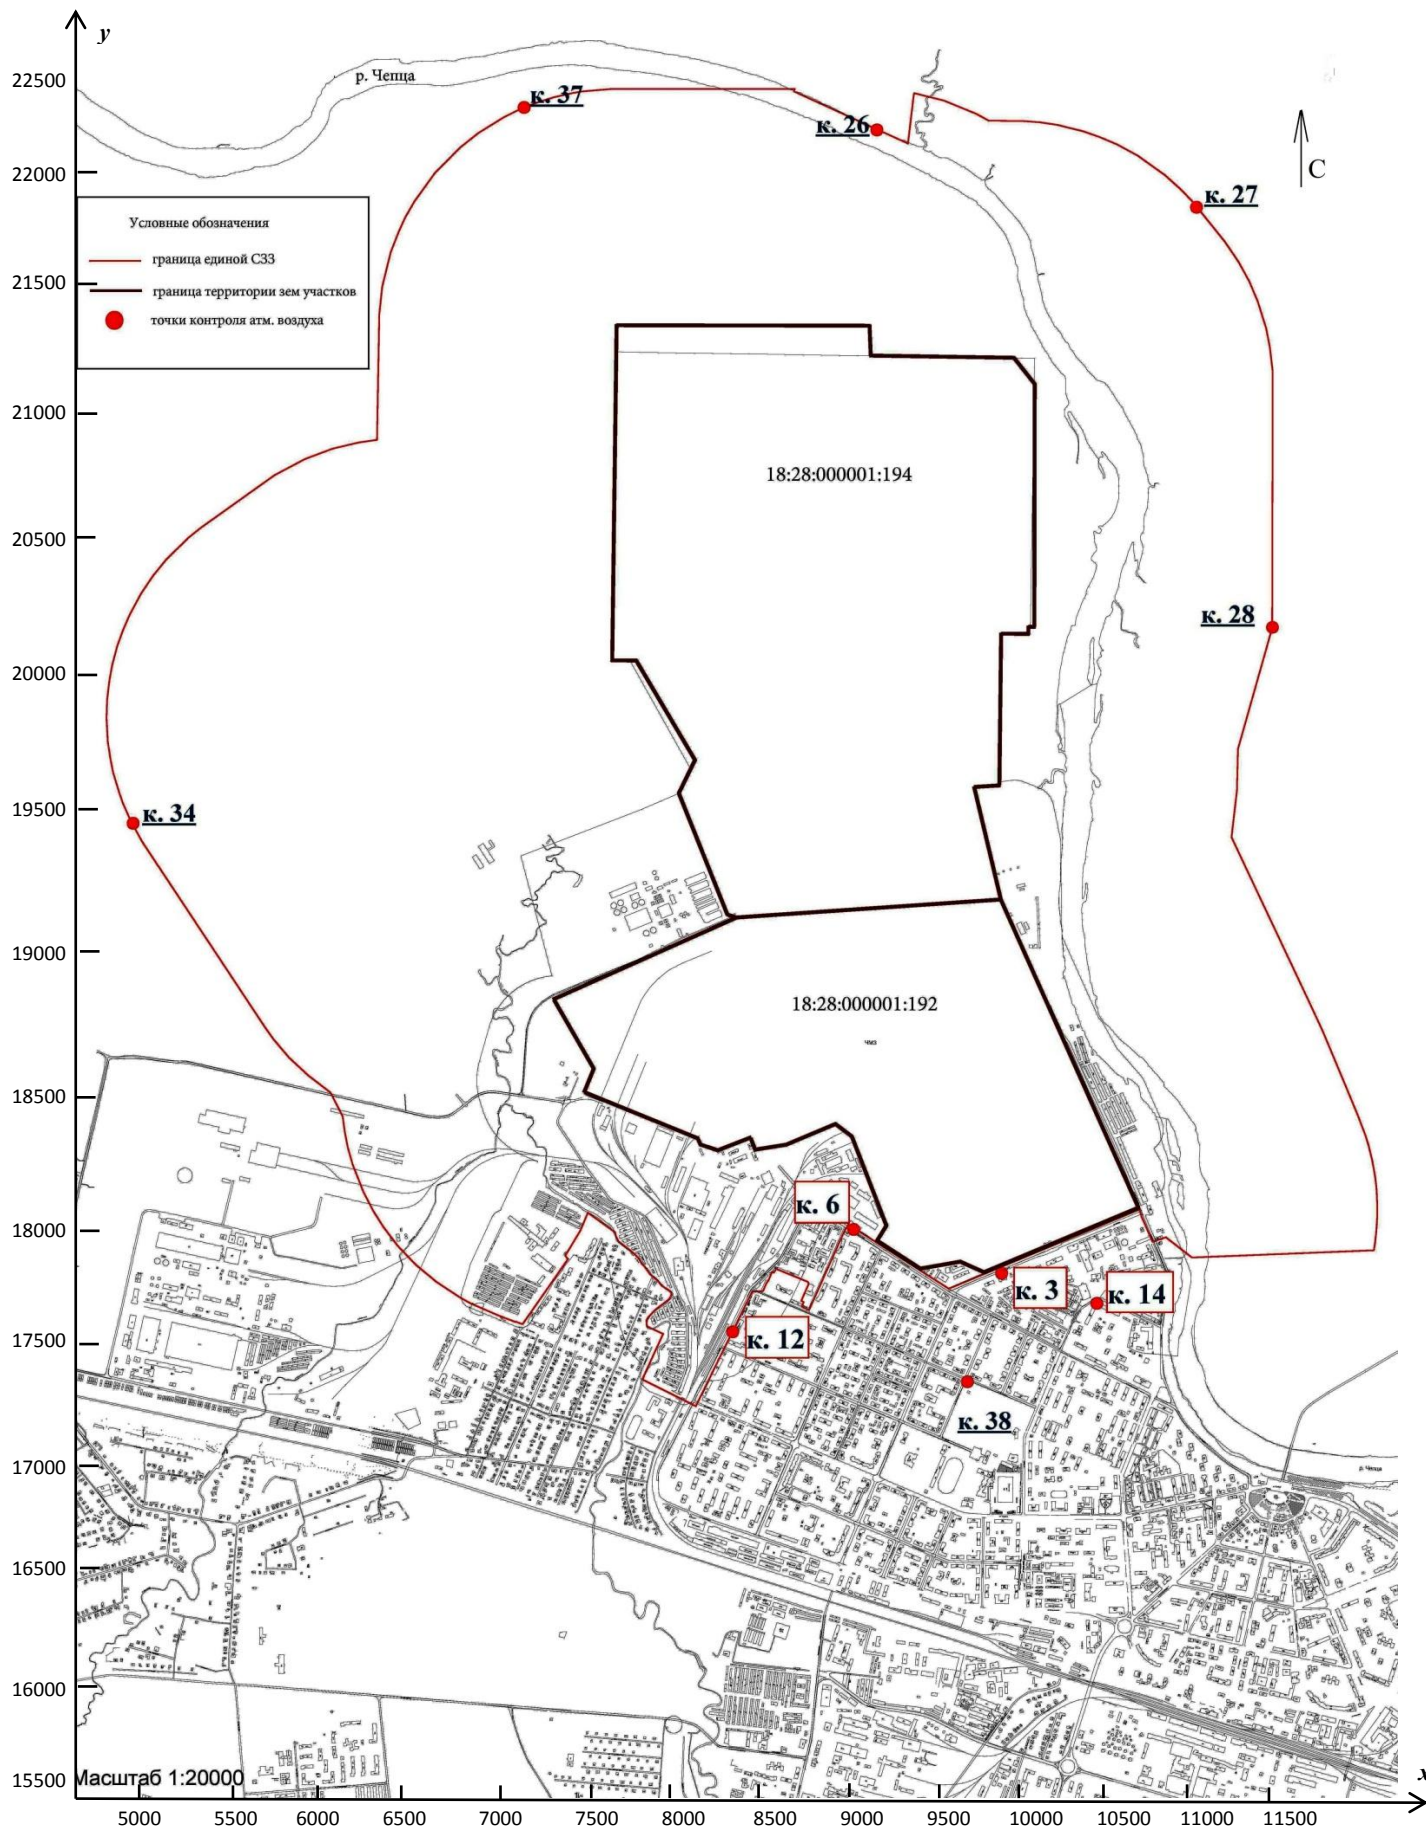 y
22500
р. Чепца
к. 37
к. 26
22000
С
к. 27
Условные обозначения
граница единой СЗЗ
21500
граница территории зем участков
точки контроля атм. воздуха
21000
18:28:000001:194
20500
к. 28
20000
19500
к. 34
19000
18:28:000001:192
чмз
18500
к. 6
18000
к. 3
к. 14
17500
к. 12
к. 38
17000
р. Чепца
16500
16000
15500
Масштаб 1:20000
x
5000 5500 6000 6500 7000 7500 8000 8500 9000 9500 10000 10500 11000 11500